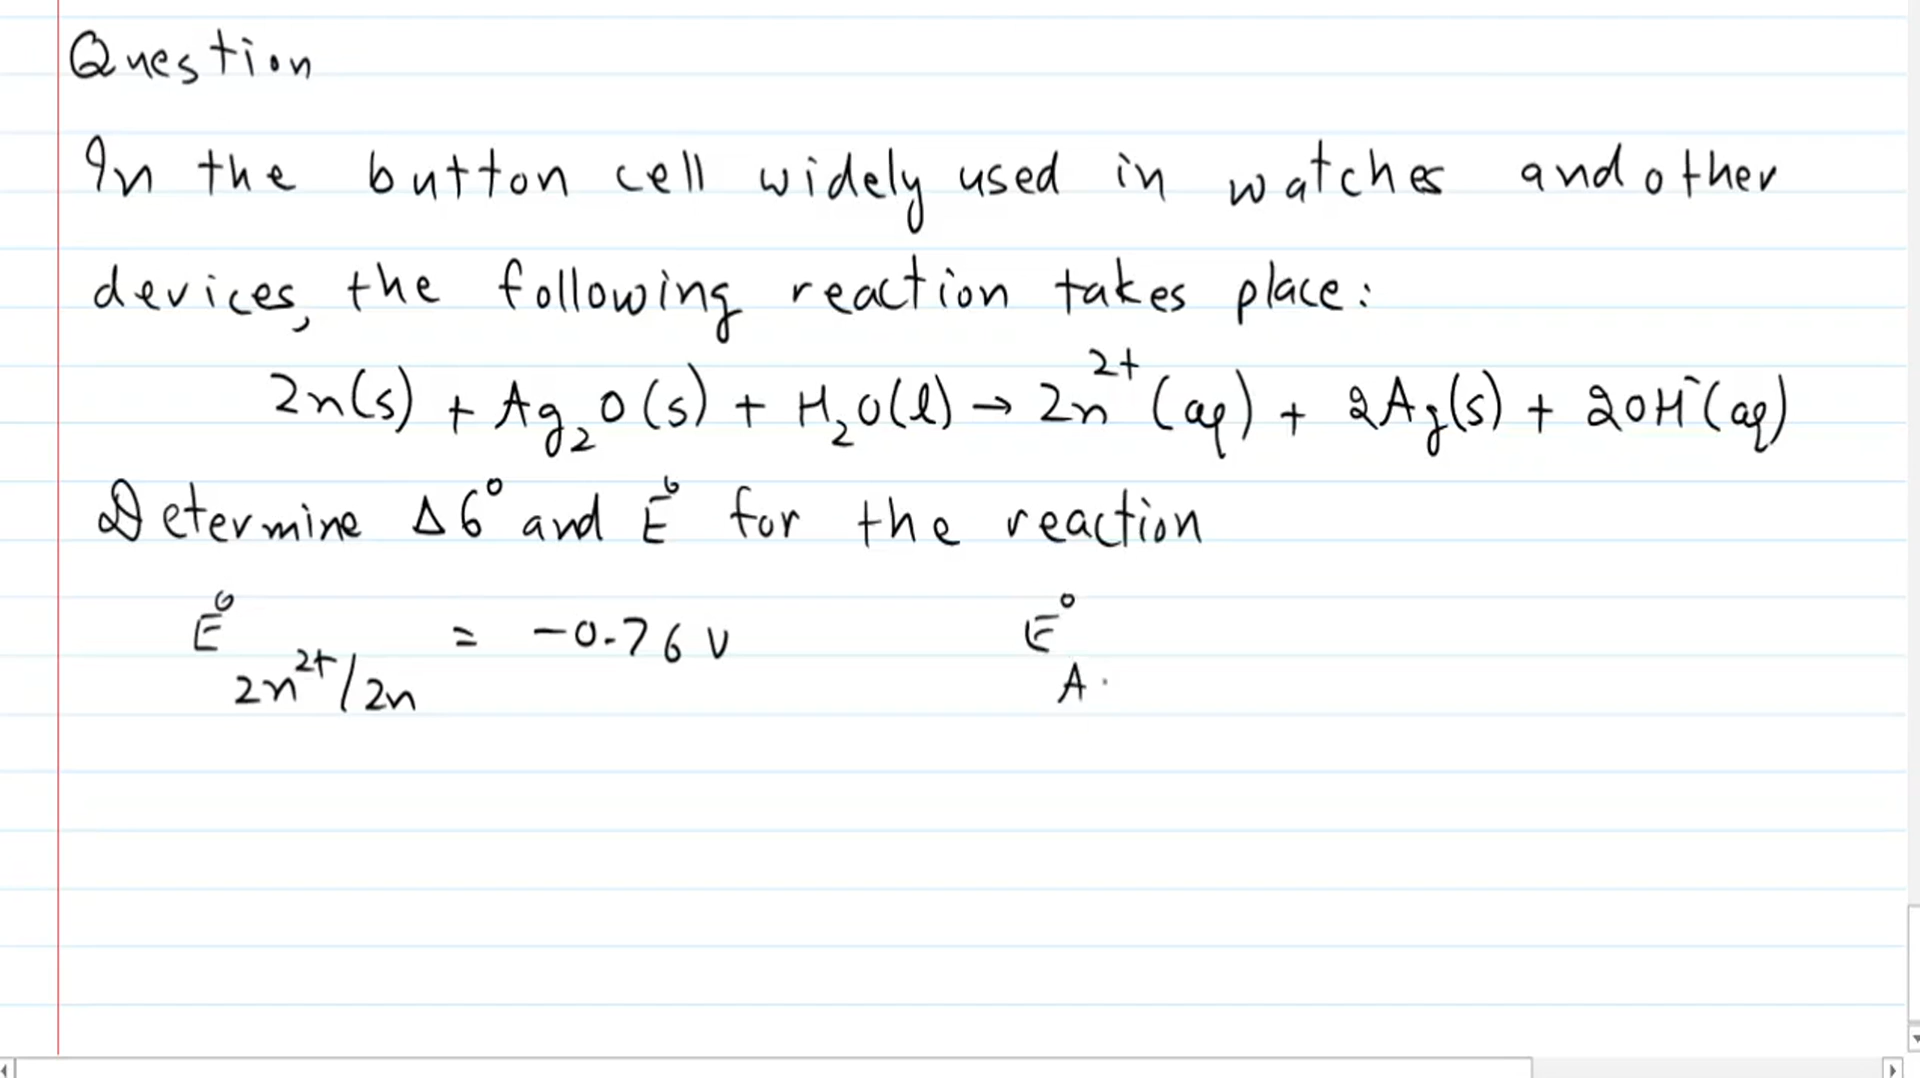 Question
In the button cell widely used in watches and other
devices, the following reaction takes place:
Zn(s) + Ag₂O(s) + H₂O(l) → Zn²⁺(aq) + 2Ag(s) + 2OH⁻(aq)
Determine ΔG° and E° for the reaction
E°Zn²⁺/Zn = -0.76 V E°A